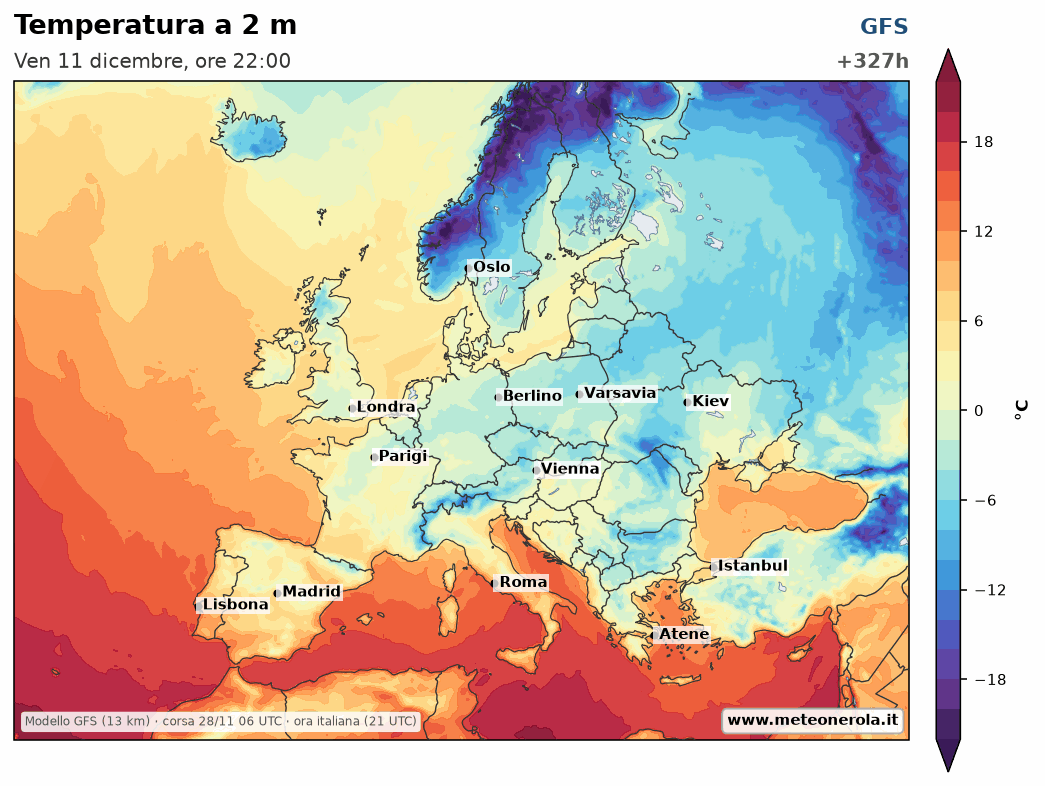 Temperatura a 2 m
GFS
Ven 11 dicembre, ore 22:00
+327h
18
12
6
0
−6
−12
−18
°C
Oslo
Londra
Berlino
Varsavia
Kiev
Parigi
Vienna
Istanbul
Roma
Madrid
Lisbona
Atene
Modello GFS (13 km) · corsa 28/11 06 UTC · ora italiana (21 UTC)
www.meteonerola.it